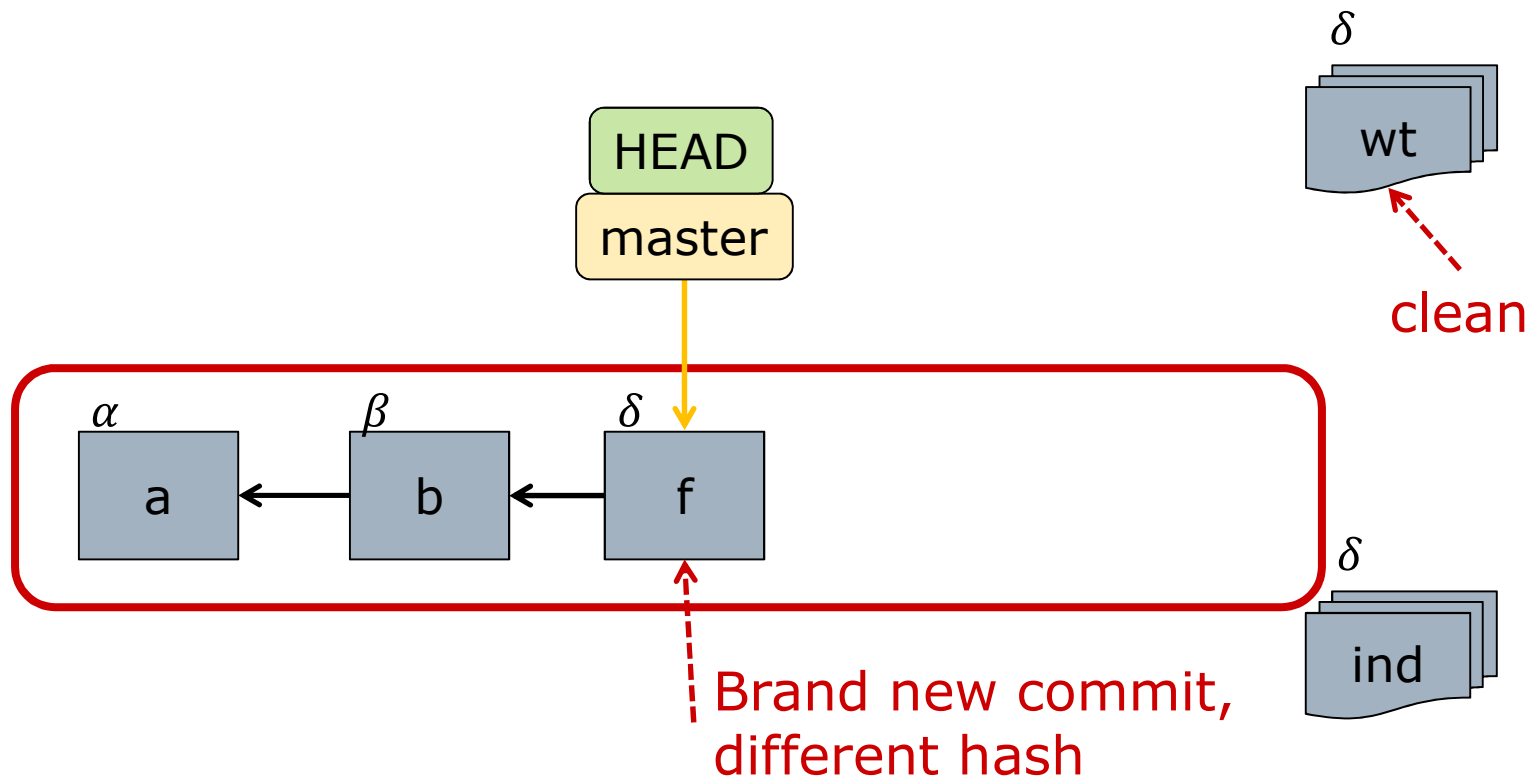 δ
wt
HEAD
master
clean
α
β
δ
a
b
f
δ
ind
Brand new commit,
different hash